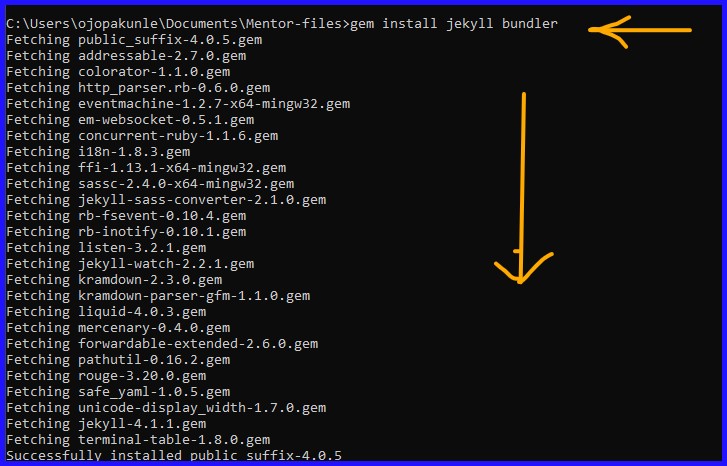 C:\Users\ojopakunle\Documents\Mentor-files>gem install jekyll bundler
Fetching public_suffix-4.0.5.gem
Fetching addressable-2.7.0.gem
Fetching colorator-1.1.0.gem
Fetching http_parser.rb-0.6.0.gem
Fetching eventmachine-1.2.7-x64-mingw32.gem
Fetching em-websocket-0.5.1.gem
Fetching concurrent-ruby-1.1.6.gem
Fetching i18n-1.8.3.gem
Fetching ffi-1.13.1-x64-mingw32.gem
Fetching sassc-2.4.0-x64-mingw32.gem
Fetching jekyll-sass-converter-2.1.0.gem
Fetching rb-fsevent-0.10.4.gem
Fetching rb-inotify-0.10.1.gem
Fetching listen-3.2.1.gem
Fetching jekyll-watch-2.2.1.gem
Fetching kramdown-2.3.0.gem
Fetching kramdown-parser-gfm-1.1.0.gem
Fetching liquid-4.0.3.gem
Fetching mercenary-0.4.0.gem
Fetching forwardable-extended-2.6.0.gem
Fetching pathutil-0.16.2.gem
Fetching rouge-3.20.0.gem
Fetching safe_yaml-1.0.5.gem
Fetching unicode-display_width-1.7.0.gem
Fetching jekyll-4.1.1.gem
Fetching terminal-table-1.8.0.gem
Successfully installed public_suffix-4.0.5